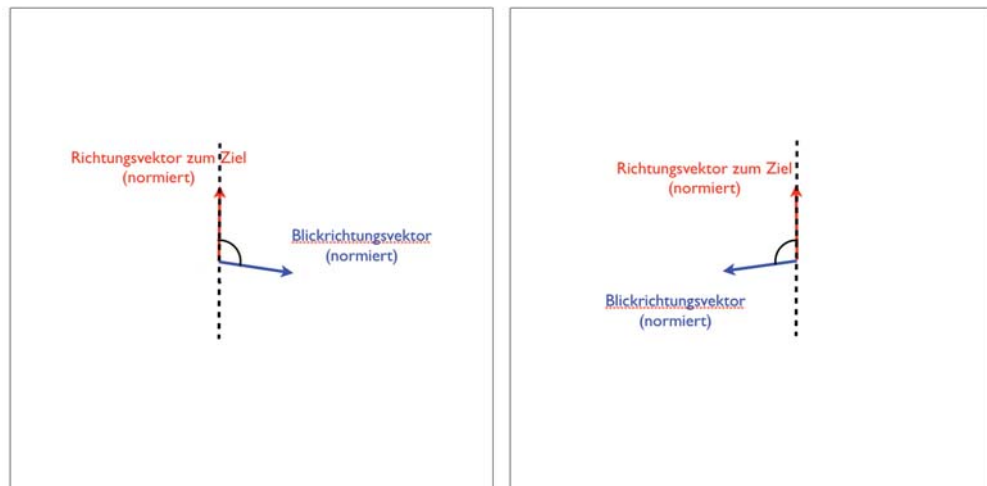 Richtungsvektor zum Ziel
(normiert)
Blickrichtungsvektor
(normiert)
Richtungsvektor zum Ziel
(normiert)
Blickrichtungsvektor
(normiert)